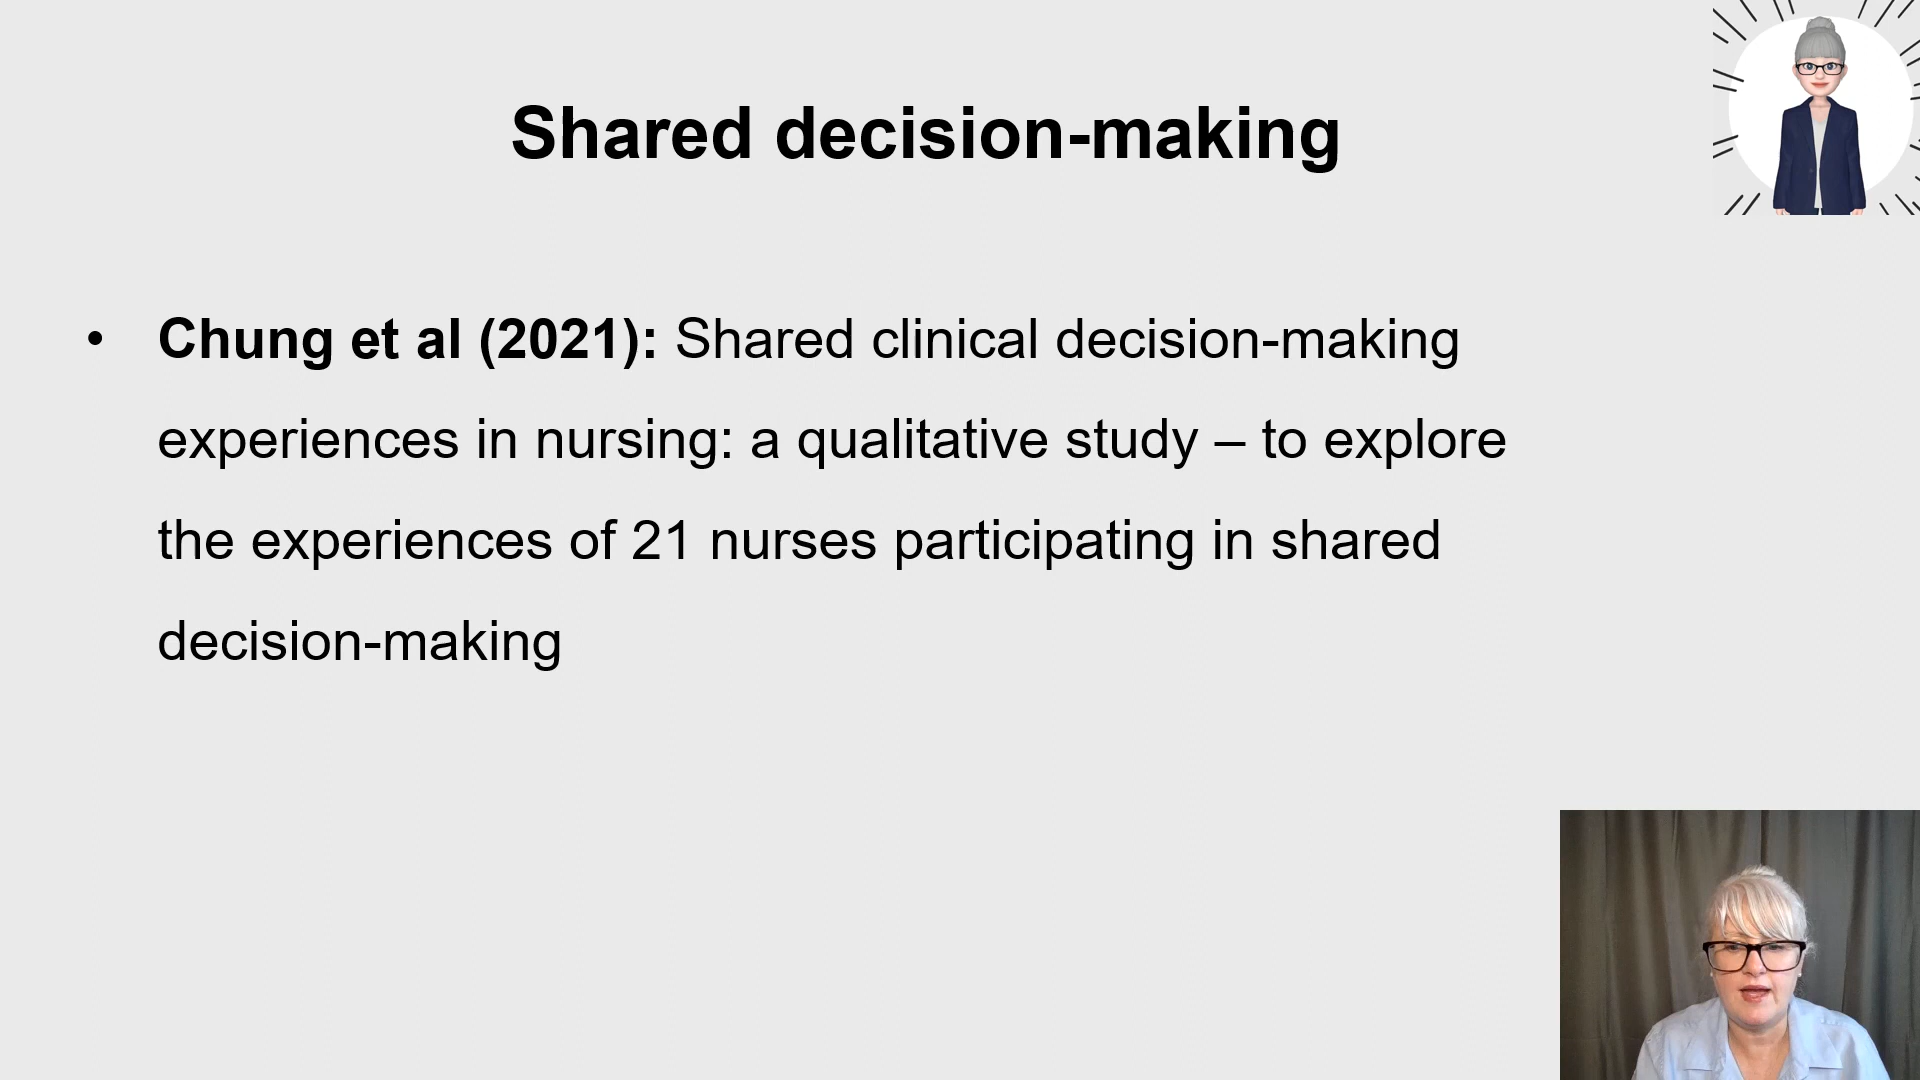 Shared decision-making
• Chung et al (2021): Shared clinical decision-making
experiences in nursing: a qualitative study – to explore
the experiences of 21 nurses participating in shared
decision-making